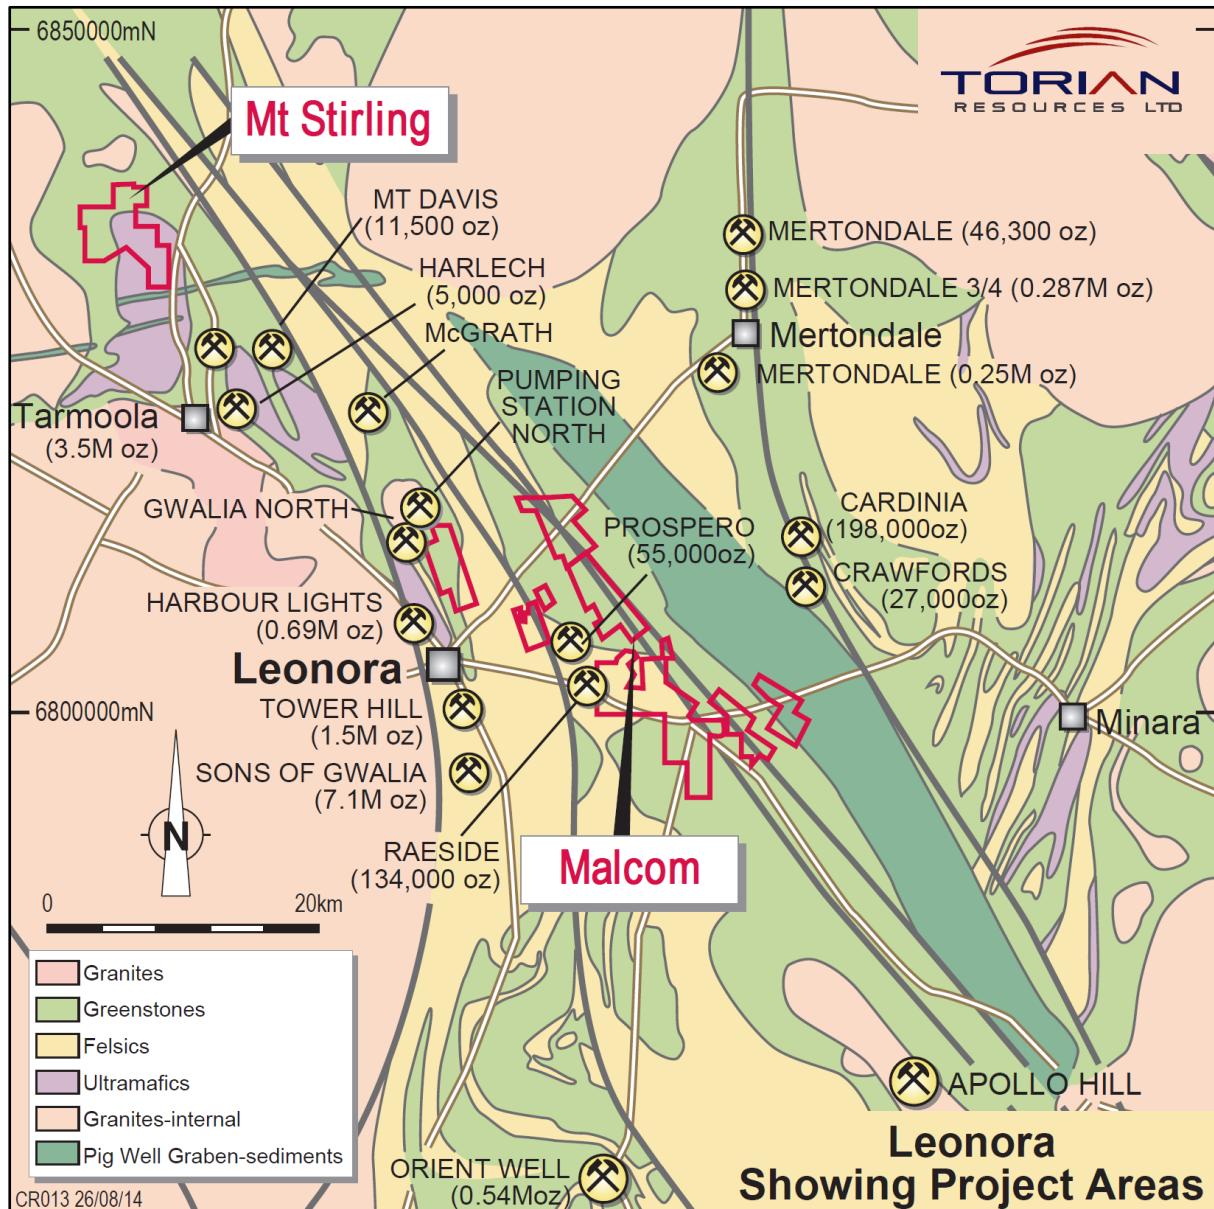 6850000mN
TORIAN
RESOURCES LTD
Mt Stirling
MT DAVIS
(11,500 oz)
HARLECH
(5,000 oz)
McGRATH
PUMPING
STATION
NORTH
MERTONDALE (46,300 oz)
MERTONDALE 3/4 (0.287M oz)
Mertondale
MERTONDALE (0.25M oz)
Tarmoola
(3.5M oz)
GWALIA NORTH
PROSPERO
(55,000oz)
CARDINIA
(198,000oz)
CRAWFORDS
(27,000oz)
HARBOUR LIGHTS
(0.69M oz)
Leonora
6800000mN
TOWER HILL
(1.5M oz)
Minara
SONS OF GWALIA
(7.1M oz)
N
RAESIDE
(134,000 oz)
Malcom
0 20km
Granites
Greenstones
Felsics
Ultramafics
Granites-internal
Pig Well Graben-sediments
APOLLO HILL
ORIENT WELL
(0.54Moz)
Leonora
Showing Project Areas
CR013 26/08/14